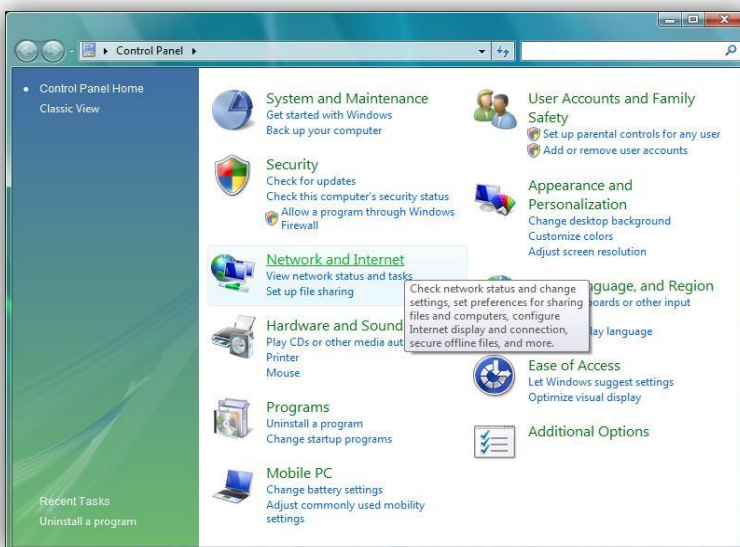 Control Panel
Control Panel Home
Classic View
Recent Tasks
Uninstall a program
System and Maintenance
Get started with Windows
Back up your computer
Security
Check for updates
Check this computer's security status
Allow a program through Windows
Firewall
Network and Internet
View network status and tasks
Set up file sharing
Check network status and change
settings, set preferences for sharing
files and computers, configure
Internet display and connection,
secure offline files, and more.
Hardware and Sound
Play CDs or other media aut
Printer
Mouse
Programs
Uninstall a program
Change startup programs
Mobile PC
Change battery settings
Adjust commonly used mobility
settings
User Accounts and Family
Safety
Set up parental controls for any user
Add or remove user accounts
Appearance and
Personalization
Change desktop background
Customize colors
Adjust screen resolution
nguage, and Region
boards or other input
lay language
Ease of Access
Let Windows suggest settings
Optimize visual display
Additional Options